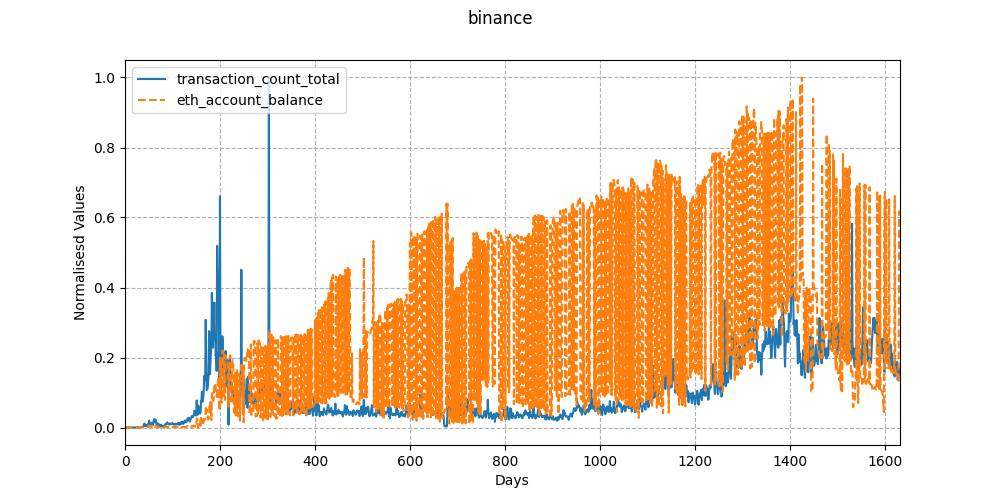 binance
transaction_count_total
eth_account_balance
1.0
0.8
0.6
0.4
0.2
0.0
Normalisesd Values
0 200 400 600 800 1000 1200 1400 1600
Days